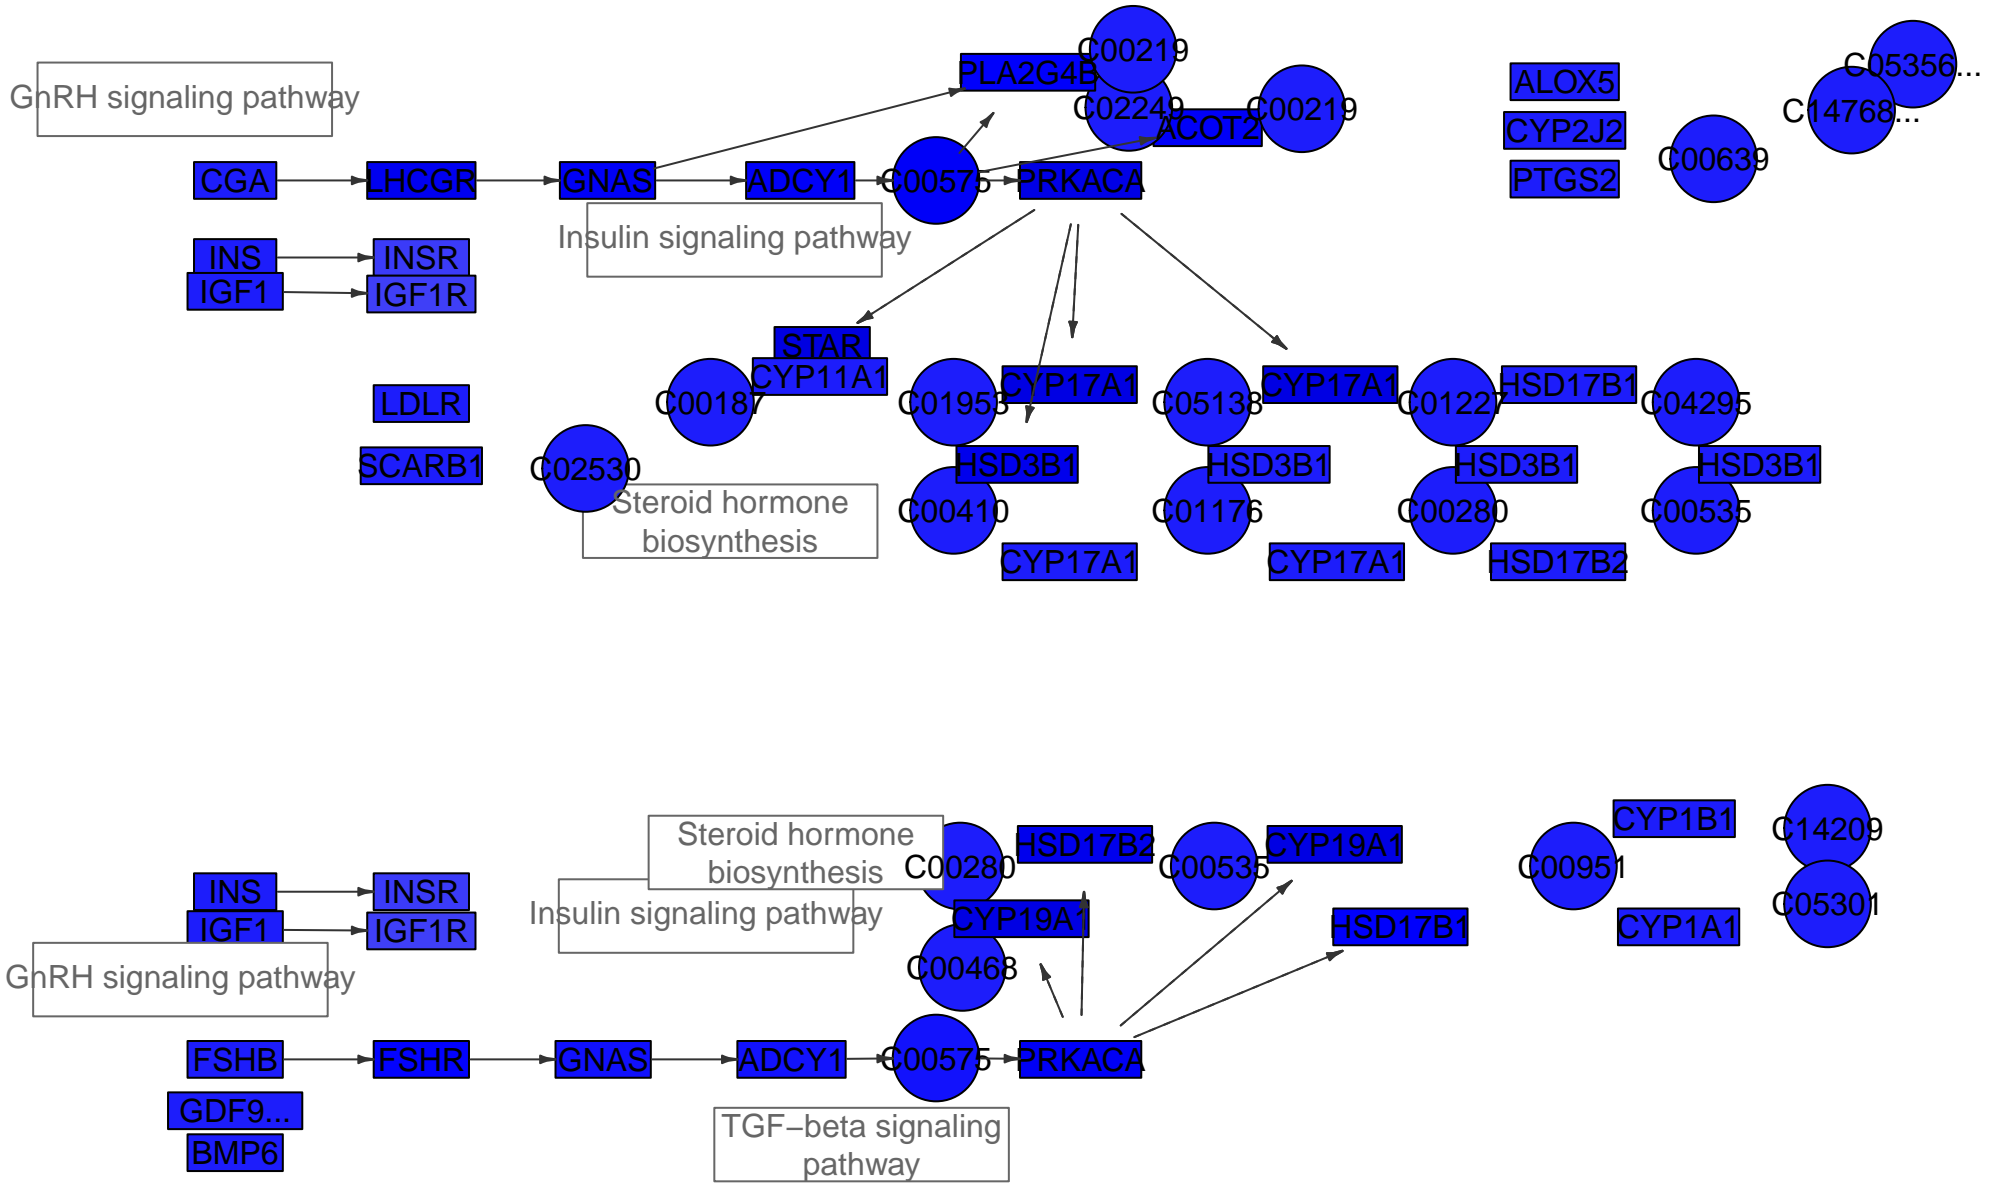 C00219
C05356...
PLA2G4B
ALOX5
GnRH signaling pathway
C02249
C00219
C14768...
ACOT2
CYP2J2
C00639
CGA
LHCGR
GNAS
ADCY1
C00575
PRKACA
PTGS2
Insulin signaling pathway
INS
INSR
IGF1
IGF1R
STAR
CYP11A1
CYP17A1
CYP17A1
HSD17B1
C00187
C01953
C05138
C01227
C04295
LDLR
SCARB1
C02530
HSD3B1
HSD3B1
HSD3B1
HSD3B1
Steroid hormone
biosynthesis
C00410
C01176
C00280
C00535
CYP17A1
CYP17A1
HSD17B2
CYP1B1
C14209
Steroid hormone
biosynthesis
C00280
HSD17B2
C00535
CYP19A1
C00951
INS
INSR
C05301
Insulin signaling pathway
CYP19A1
HSD17B1
CYP1A1
IGF1
IGF1R
C00468
GnRH signaling pathway
FSHB
FSHR
GNAS
ADCY1
C00575
PRKACA
GDF9...
TGF−beta signaling
pathway
BMP6